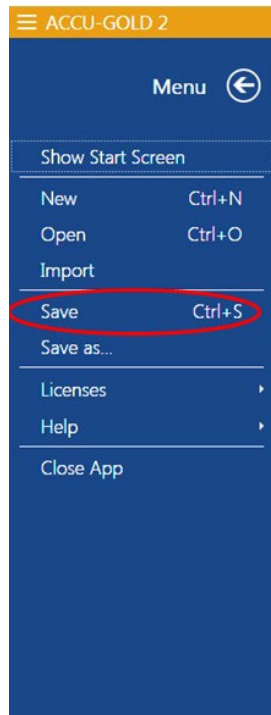 ACCU-GOLD 2
Menu
Show Start Screen
New Ctrl+N
Open Ctrl+O
Import
Save Ctrl+S
Save as...
Licenses
Help
Close App